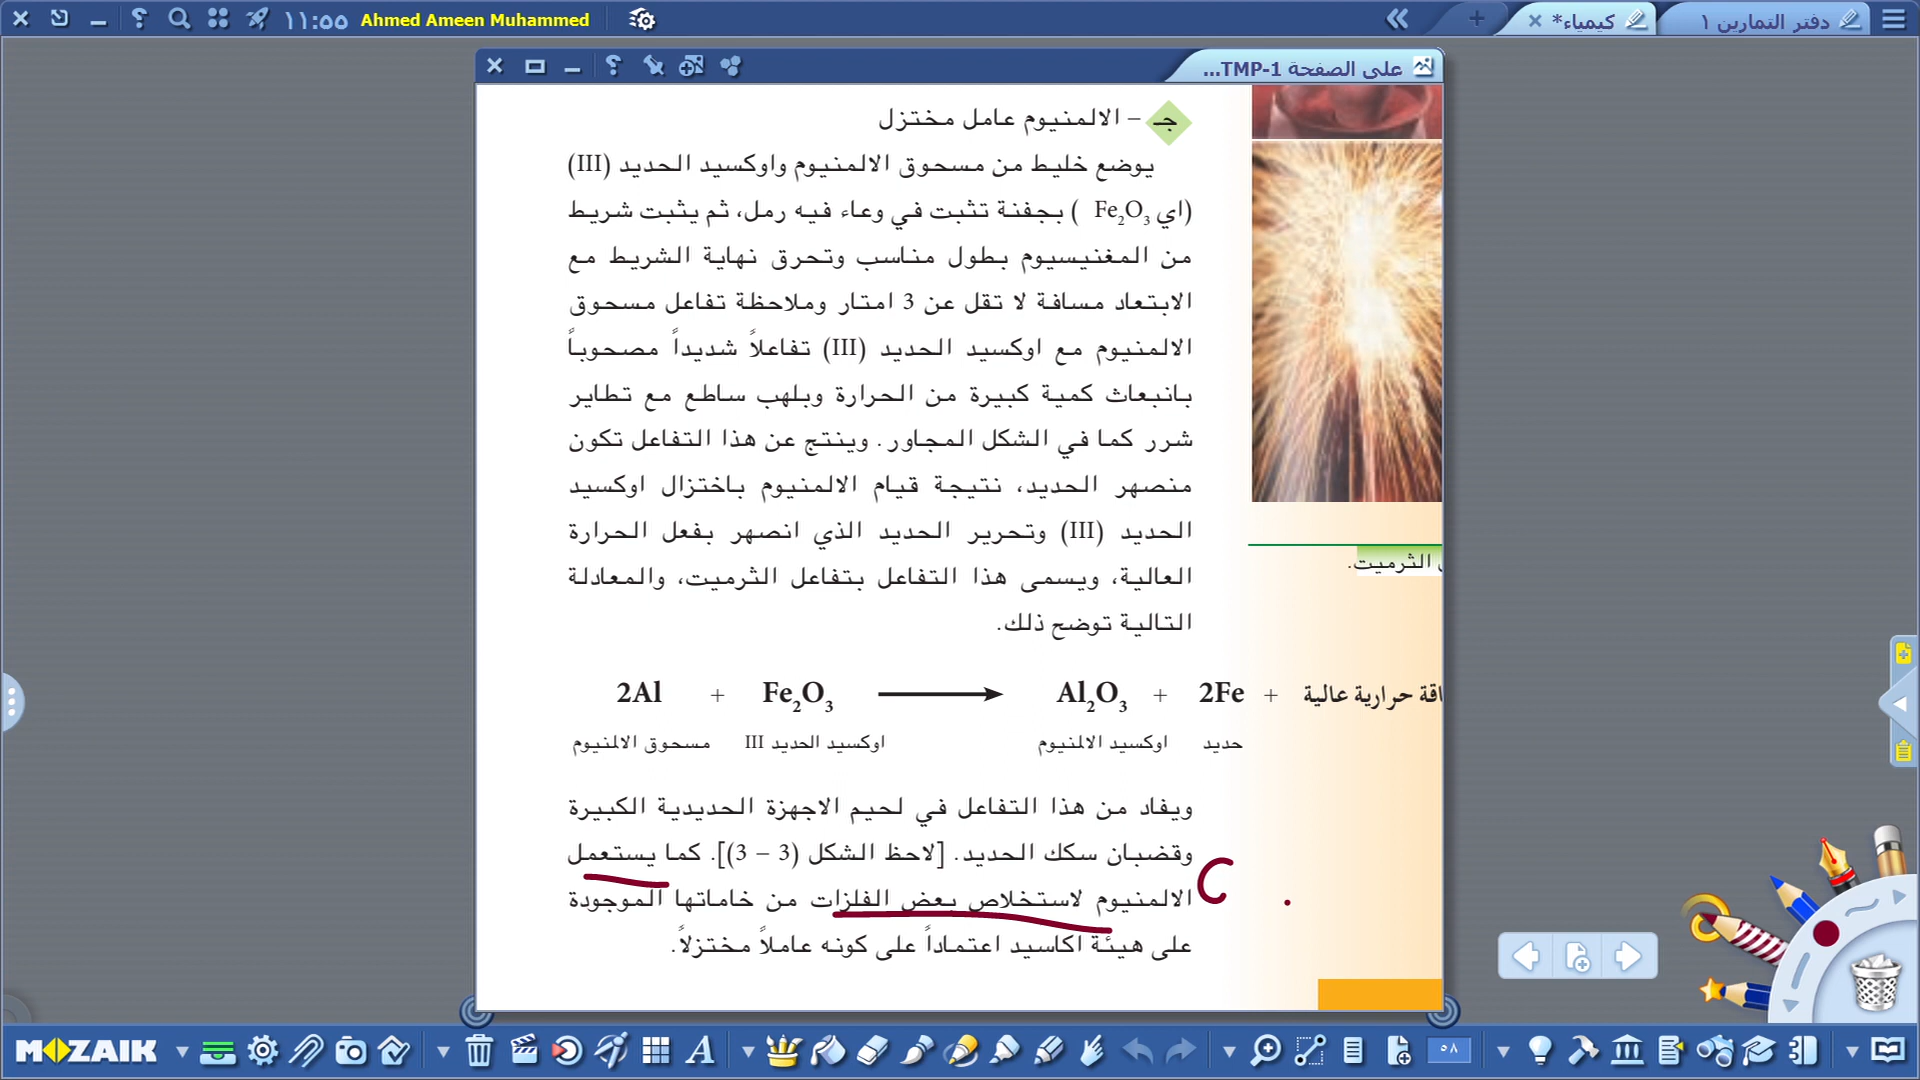 Ahmed Ameen Muhammed
١١:٥٥
كيمياء*
دفتر التمارين ١
على الصفحة TMP-1...
جـ – الالمنيوم عامل مختزل
يوضع خليط من مسحوق الالمنيوم واوكسيد الحديد (III)
(اي Fe2O3 ) بجفنة تثبت في وعاء فيه رمل، ثم يثبت شريط
من المغنيسيوم بطول مناسب وتحرق نهاية الشريط مع
الابتعاد مسافة لا تقل عن 3 امتار وملاحظة تفاعل مسحوق
الالمنيوم مع اوكسيد الحديد (III) تفاعلاً شديداً مصحوباً
بانبعاث كمية كبيرة من الحرارة وبلهب ساطع مع تطاير
شرر كما في الشكل المجاور. وينتج عن هذا التفاعل تكون
منصهر الحديد، نتيجة قيام الالمنيوم باختزال اوكسيد
الحديد (III) وتحرير الحديد الذي انصهر بفعل الحرارة
العالية، ويسمى هذا التفاعل بتفاعل الثرميت، والمعادلة
التالية توضح ذلك.
الثرميت.
2Al + Fe2O3 → Al2O3 + 2Fe + اقة حرارية عالية
مسحوق الالمنيوم اوكسيد الحديد III اوكسيد الالمنيوم حديد
ويفاد من هذا التفاعل في لحيم الاجهزة الحديدية الكبيرة
وقضبان سكك الحديد. [لاحظ الشكل (3 – 3)]. كما يستعمل
الالمنيوم لاستخلاص بعض الفلزات من خاماتها الموجودة
على هيئة اكاسيد اعتماداً على كونه عاملاً مختزلاً.
MOZAIK
٥٨